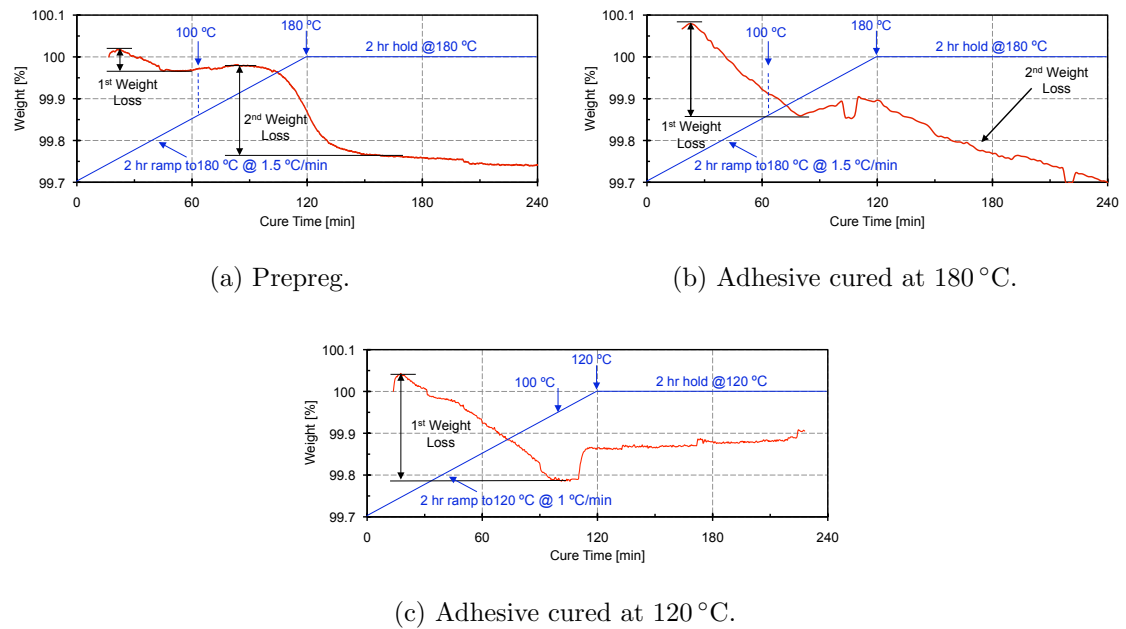 100.1
100
99.9
99.8
99.7
Weight [%]
0
60
120
180
240
Cure Time [min]
100 ºC
180 ºC
2 hr hold @180 ºC
1st Weight
Loss
2nd Weight
Loss
2 hr ramp to180 ºC @ 1.5 ºC/min
(a) Prepreg.
100.1
100
99.9
99.8
99.7
Weight [%]
0
60
120
180
240
Cure Time [min]
100 ºC
180 ºC
2 hr hold @180 ºC
2nd Weight
Loss
1st Weight
Loss
2 hr ramp to180 ºC @ 1.5 ºC/min
(b) Adhesive cured at 180 °C.
100.1
100
99.9
99.8
99.7
Weight [%]
0
60
120
180
240
Cure Time [min]
100 ºC
120 ºC
2 hr hold @120 ºC
1st Weight
Loss
2 hr ramp to120 ºC @ 1 ºC/min
(c) Adhesive cured at 120 °C.